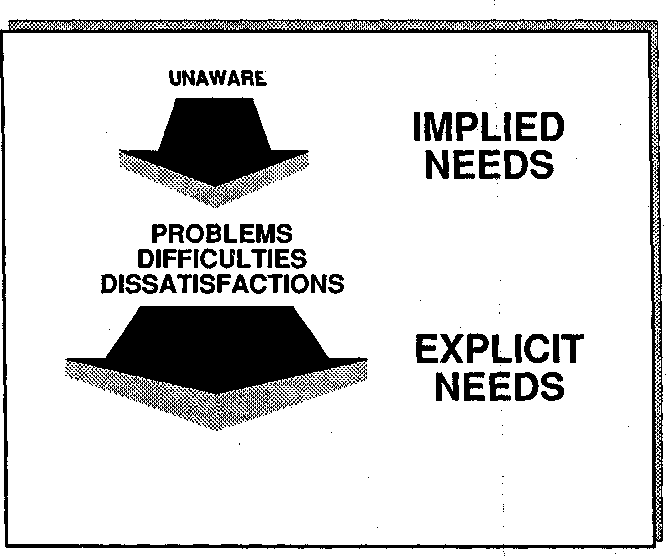 UNAWARE
IMPLIED
NEEDS
PROBLEMS
DIFFICULTIES
DISSATISFACTIONS
EXPLICIT
NEEDS